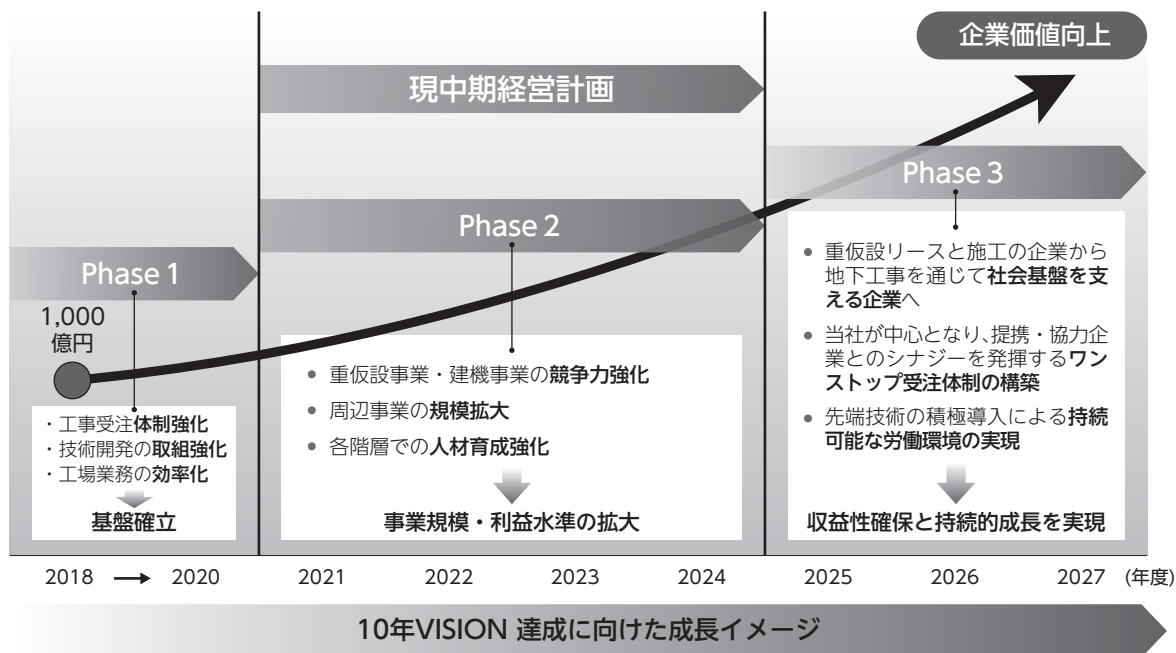 企業価値向上
現中期経営計画
Phase 1
1,000
億円
・工事受注体制強化
・技術開発の取組強化
・工場業務の効率化
基盤確立
Phase 2
● 重仮設事業・建機事業の競争力強化
● 周辺事業の規模拡大
● 各階層での人材育成強化
事業規模・利益水準の拡大
Phase 3
● 重仮設リースと施工の企業から
地下工事を通じて社会基盤を支
える企業へ
● 当社が中心となり、提携・協力企
業とのシナジーを発揮するワン
ストップ受注体制の構築
● 先端技術の積極導入による持続
可能な労働環境の実現
収益性確保と持続的成長を実現
2018 → 2020 2021 2022 2023 2024 2025 2026 2027 (年度)
10年VISION 達成に向けた成長イメージ